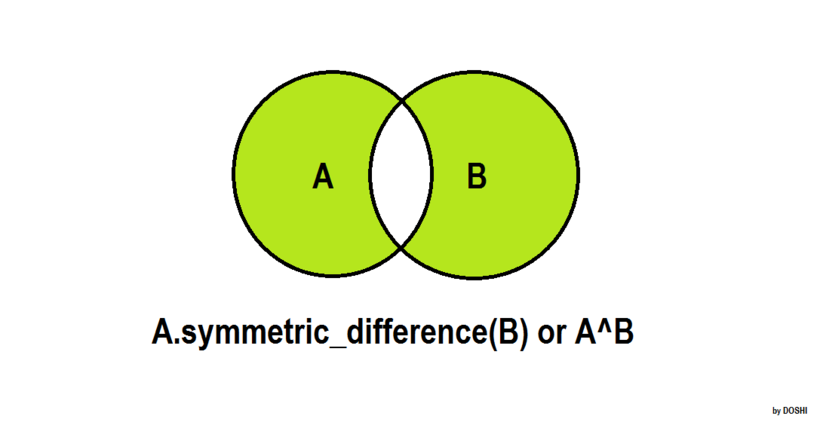 A B
A.symmetric_difference(B) or A^B
by DOSHI